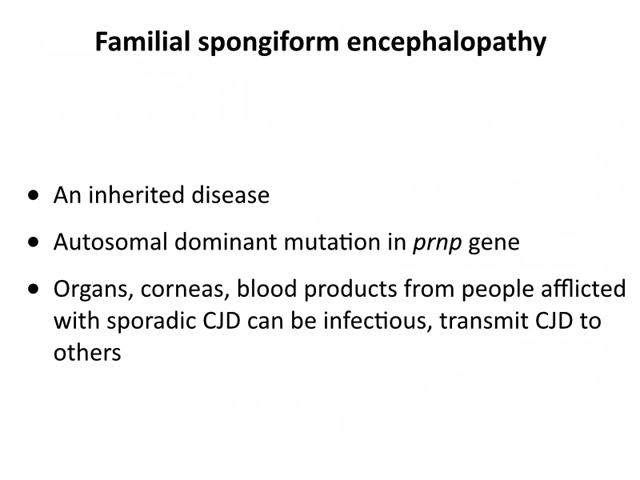 Familial spongiform encephalopathy
• An inherited disease
• Autosomal dominant mutation in prnp gene
• Organs, corneas, blood products from people afflicted
with sporadic CJD can be infectious, transmit CJD to
others